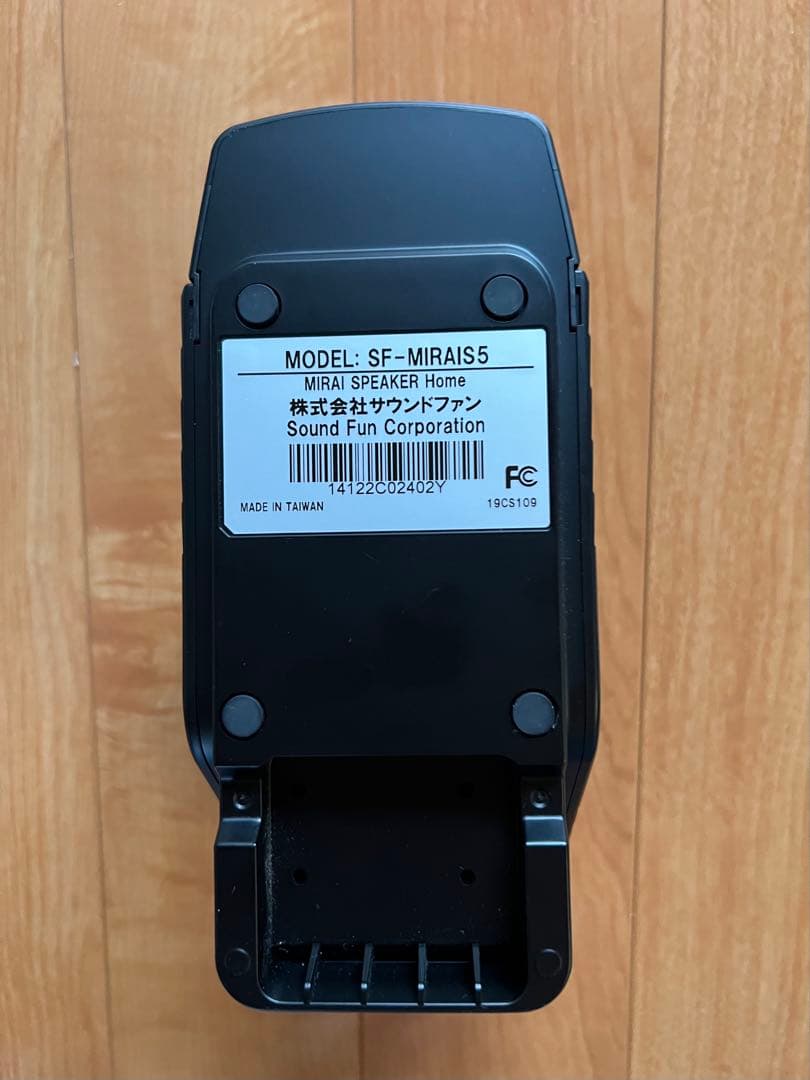 MODEL: SF-MIRAIS5
MIRAI SPEAKER Home
株式会社サウンドファン
Sound Fun Corporation
14122C02402Y
FC
MADE IN TAIWAN
19CS109